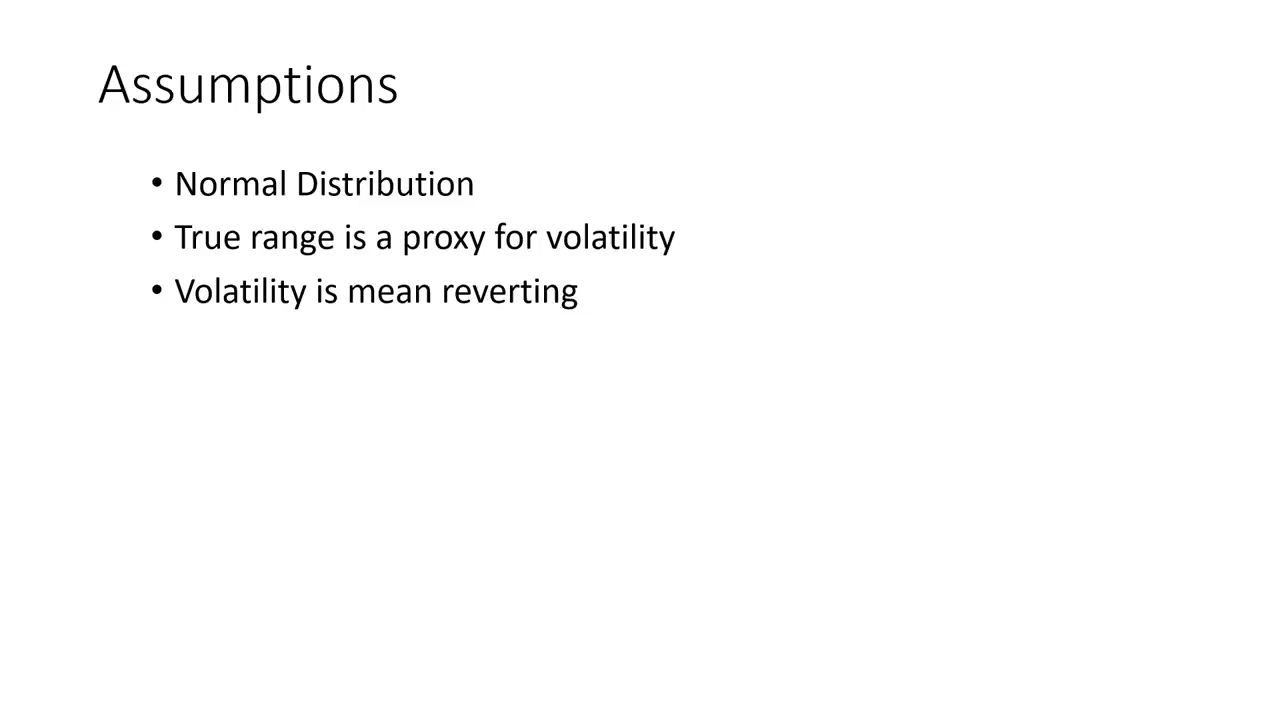 Assumptions
• Normal Distribution
• True range is a proxy for volatility
• Volatility is mean reverting